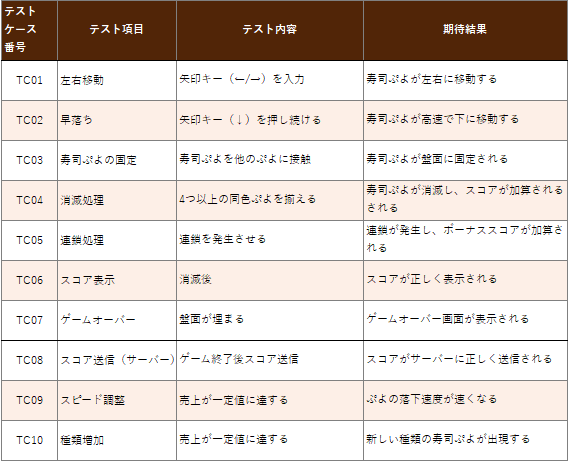 テスト
ケース
番号
テスト項目
テスト内容
期待結果
TC01
左右移動
矢印キー（←/→）を入力
寿司ぷよが左右に移動する
TC02
早落ち
矢印キー（↓）を押し続ける
寿司ぷよが高速で下に移動する
TC03
寿司ぷよの固定
寿司ぷよを他のぷよに接触
寿司ぷよが盤面に固定される
TC04
消滅処理
4つ以上の同色ぷよを揃える
寿司ぷよが消滅し、スコアが加算される
される
TC05
連鎖処理
連鎖を発生させる
連鎖が発生し、ボーナススコアが加算さ
れる
TC06
スコア表示
消滅後
スコアが正しく表示される
TC07
ゲームオーバー
盤面が埋まる
ゲームオーバー画面が表示される
TC08
スコア送信（サーバー）
ゲーム終了後スコア送信
スコアがサーバーに正しく送信される
TC09
スピード調整
売上が一定値に達する
ぷよの落下速度が速くなる
TC10
種類増加
売上が一定値に達する
新しい種類の寿司ぷよが出現する